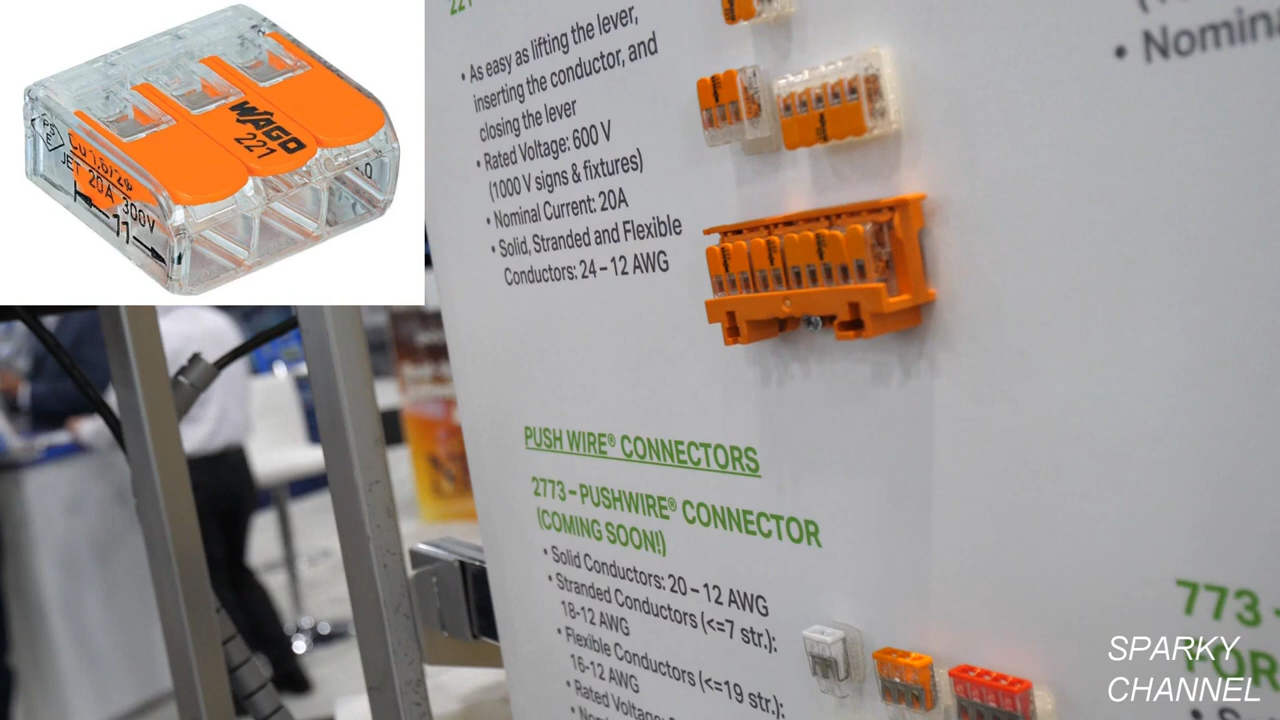 WAGO
221
JET 20A 300V
11
221
• As easy as lifting the lever,
inserting the conductor, and
closing the lever
• Rated Voltage: 600 V
(1000 V signs & fixtures)
• Nominal Current: 20A
• Solid, Stranded and Flexible
Conductors: 24 – 12 AWG
PUSH WIRE® CONNECTORS
2773 – PUSHWIRE® CONNECTOR
(COMING SOON!)
• Solid Conductors: 20 – 12 AWG
• Stranded Conductors (<=7 str.):
18-12 AWG
• Flexible Conductors (<=19 str.):
16-12 AWG
• Rated Voltage:
773 -
SPARKY
CHANNEL